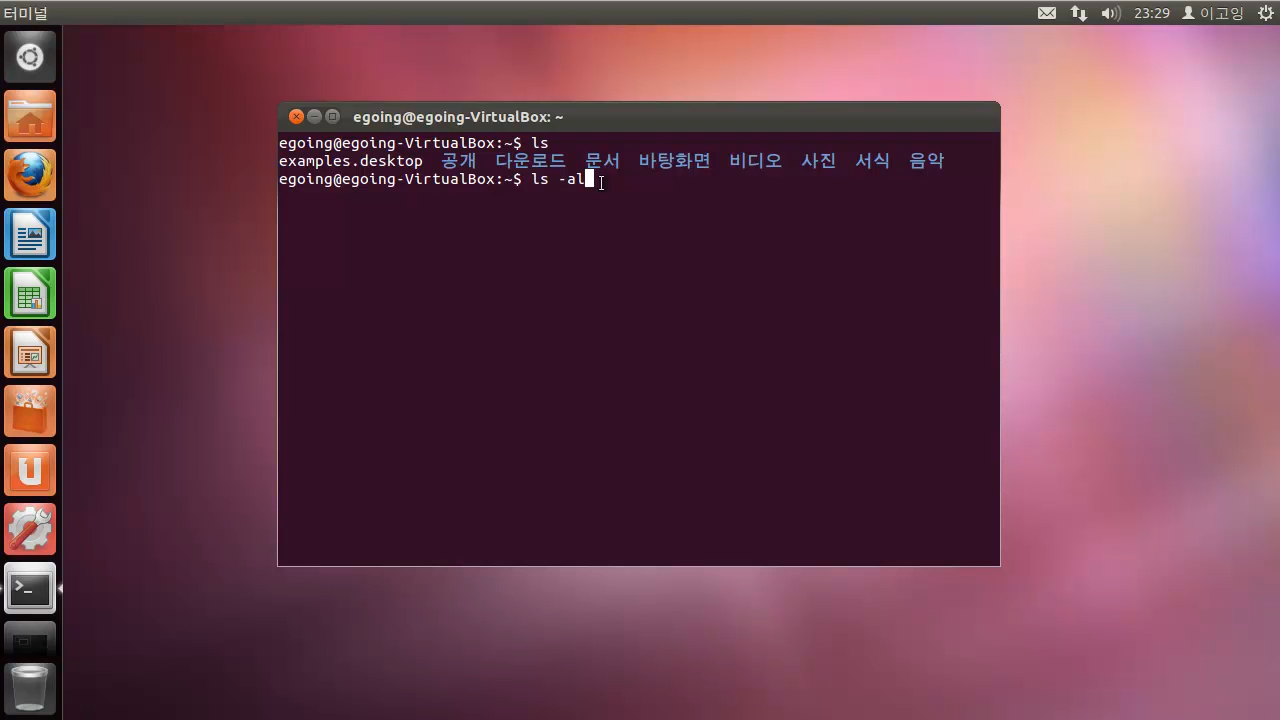 터미널
23:29 이고잉
egoing@egoing-VirtualBox: ~
egoing@egoing-VirtualBox:~$ ls
examples.desktop 공개 다운로드 문서 바탕화면 비디오 사진 서식 음악
egoing@egoing-VirtualBox:~$ ls -al